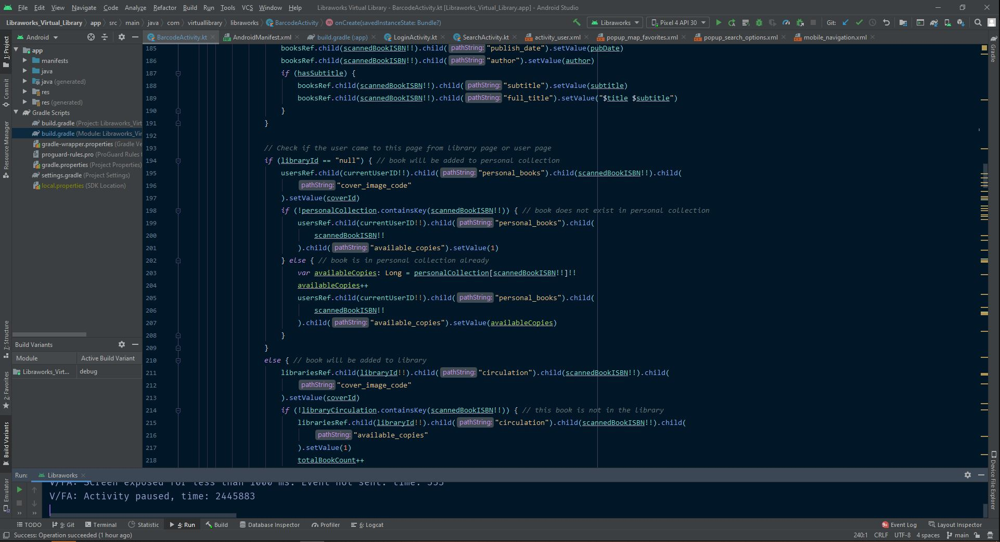 File Edit View Navigate Code Analyze Refactor Build Run Tools VCS Window Help Libraworks Virtual Library - BarcodeActivity.kt [Libraworks_Virtual_Library.app] - Android Studio
Libraworks_Virtual_Library app src main java com virtuallibrary libraworks BarcodeActivity onCreate(savedInstanceState: Bundle?) Libraworks Pixel 4 API 30 Git:
Android BarcodeActivity.kt AndroidManifest.xml build.gradle (:app) LoginActivity.kt SearchActivity.kt activity_user.xml popup_map_favorites.xml popup_search_options.xml mobile_navigation.xml
1: Project
Commit
Resource Manager
7: Structure
2: Favorites
Build Variants
Emulator
app
manifests
java
java (generated)
res
res (generated)
Gradle Scripts
build.gradle (Project: Libraworks_Virt
build.gradle (Module: Libraworks_Vir
gradle-wrapper.properties (Gradle Ve
proguard-rules.pro (ProGuard Rules
gradle.properties (Project Properties)
settings.gradle (Project Settings)
local.properties (SDK Location)
Build Variants
Module Active Build Variant
Libraworks_Virt... debug
185 booksRef.child(scannedBookISBN!!).child( pathString: "publish_date").setValue(pubDate)
186 booksRef.child(scannedBookISBN!!).child( pathString: "author").setValue(author)
187 if (hasSubtitle) {
188 booksRef.child(scannedBookISBN!!).child( pathString: "subtitle").setValue(subtitle)
189 booksRef.child(scannedBookISBN!!).child( pathString: "full_title").setValue("$title $subtitle")
190 }
191 }
192
193 // Check if the user came to this page from library page or user page
194 if (libraryId == "null") { // book will be added to personal collection
195 usersRef.child(currentUserID!!).child( pathString: "personal_books").child(scannedBookISBN!!).child(
196 pathString: "cover_image_code"
197 ).setValue(coverId)
198 if (!personalCollection.containsKey(scannedBookISBN!!)) { // book does not exist in personal collection
199 usersRef.child(currentUserID!!).child( pathString: "personal_books").child(
200 scannedBookISBN!!
201 ).child( pathString: "available_copies").setValue(1)
202 } else { // book is in personal collection already
203 var availableCopies: Long = personalCollection[scannedBookISBN!!]!!
204 availableCopies++
205 usersRef.child(currentUserID!!).child( pathString: "personal_books").child(
206 scannedBookISBN!!
207 ).child( pathString: "available_copies").setValue(availableCopies)
208 }
209 }
210 else { // book will be added to library
211 librariesRef.child(libraryId!!).child( pathString: "circulation").child(scannedBookISBN!!).child(
212 pathString: "cover_image_code"
213 ).setValue(coverId)
214 if (!libraryCirculation.containsKey(scannedBookISBN!!)) { // this book is not in the library
215 librariesRef.child(libraryId!!).child( pathString: "circulation").child(scannedBookISBN!!).child(
216 pathString: "available_copies"
217 ).setValue(1)
218 totalBookCount++
Gradle
Device File Explorer
Run: Libraworks
V/FA: Screen exposed for less than 1000 ms. Event not sent. time: 555
V/FA: Activity paused, time: 2445883
TODO 9: Git Terminal Statistic 4: Run Build Database Inspector Profiler 6: Logcat 9+ Event Log Layout Inspector
Success: Operation succeeded (1 hour ago) 240:1 CRLF UTF-8 4 spaces main